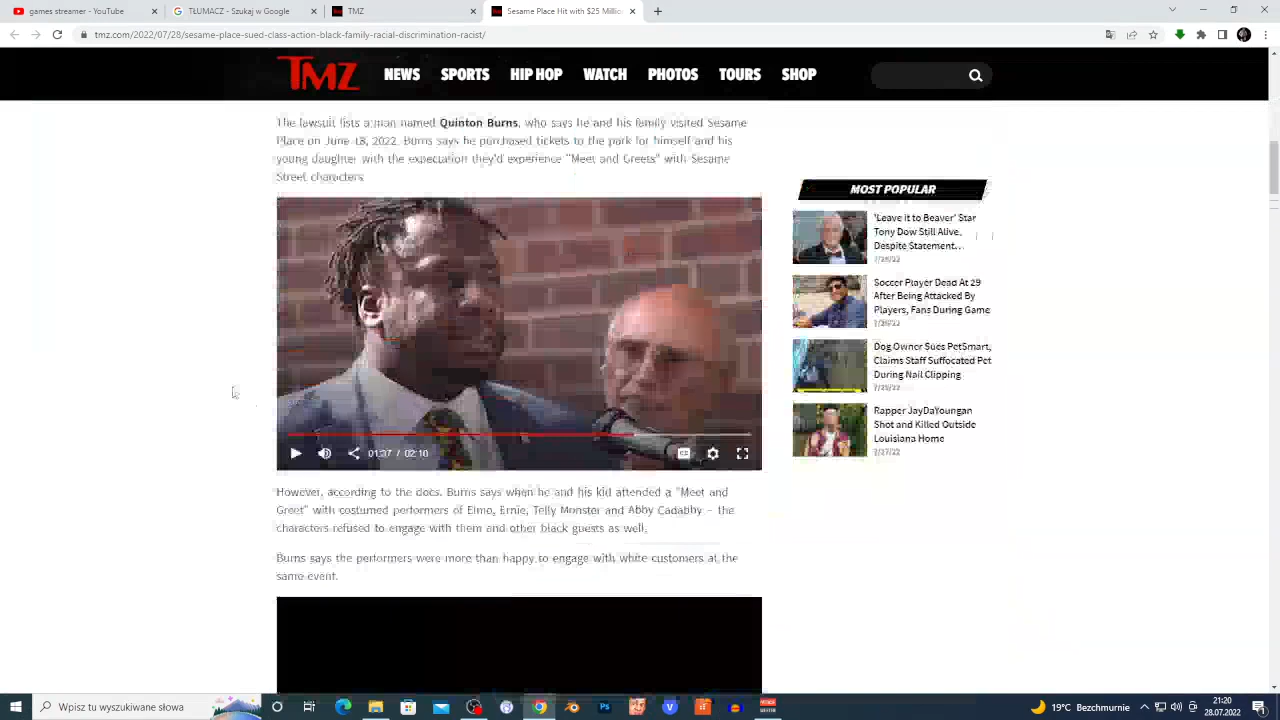 games streamer - YouTube
TŁUMACZ - Szukaj w Google
TMZ
Sesame Place Hit with $25 Millio
tmz.com/2022/07/28/sesame-place-sued-class-action-black-family-racial-discrimination-racist/
TMZ NEWS SPORTS HIP HOP WATCH PHOTOS TOURS SHOP
The lawsuit lists a man named Quinton Burns, who says he and his family visited Sesame
Place on June 18, 2022. Burns says he purchased tickets to the park for himself and his
young daughter with the expectation they'd experience "Meet and Greets" with Sesame
Street characters.
01:37 / 02:10
CC
However, according to the docs, Burns says when he and his kid attended a "Meet and
Greet" with costumed performers of Elmo, Ernie, Telly Monster and Abby Cadabby – the
characters refused to engage with them and other black guests as well.
Burns says the performers were more than happy to engage with white customers at the
same event.
MOST POPULAR
'Leave it to Beaver' Star
Tony Dow Still Alive,
Despite Statement...
Soccer Player Dead At 29
After Being Attacked By
Players, Fans During Game
Dog Owner Sues PetSmart,
Claims Staff Suffocated Pet
During Nail Clipping
Rapper JayDaYoungan
Shot and Killed Outside
Louisiana Home
7/27/22
Wpisz tu wyszukiwane słowa
Ps
19°C Bezchmurnie
21:20
28.07.2022